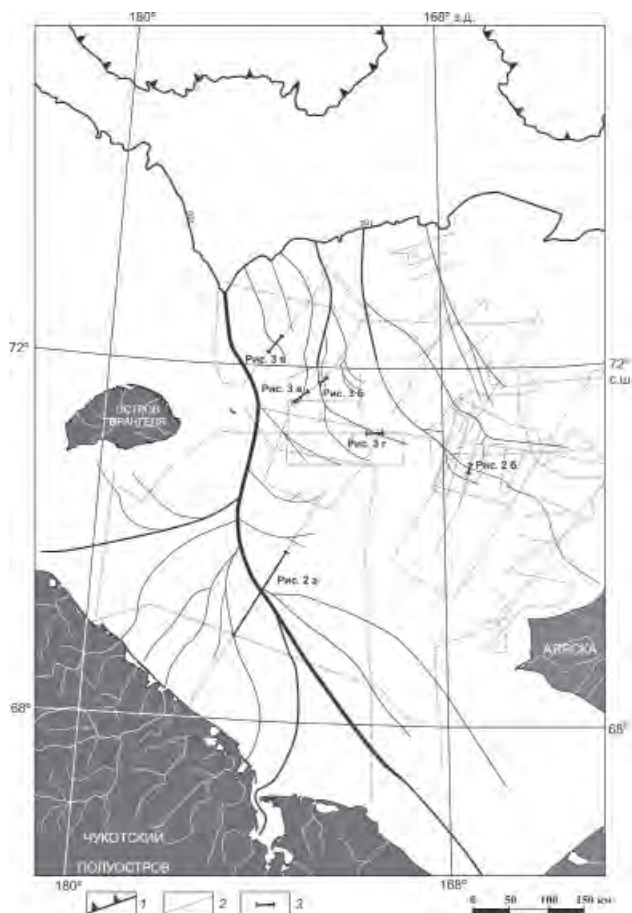 180° 168° з.д.
72° 72°
с.ш.
Рис. 3 в
Рис. 3 а Рис. 3 б
ОСТРОВ
ВРАНГЕЛЯ
Рис. 3 г
Рис. 2 б
Рис. 2 а
АЛЯСКА
68° 68°
ЧУКОТСКИЙ
ПОЛУОСТРОВ
180° 168°
1 2 3
0 50 100 150 км